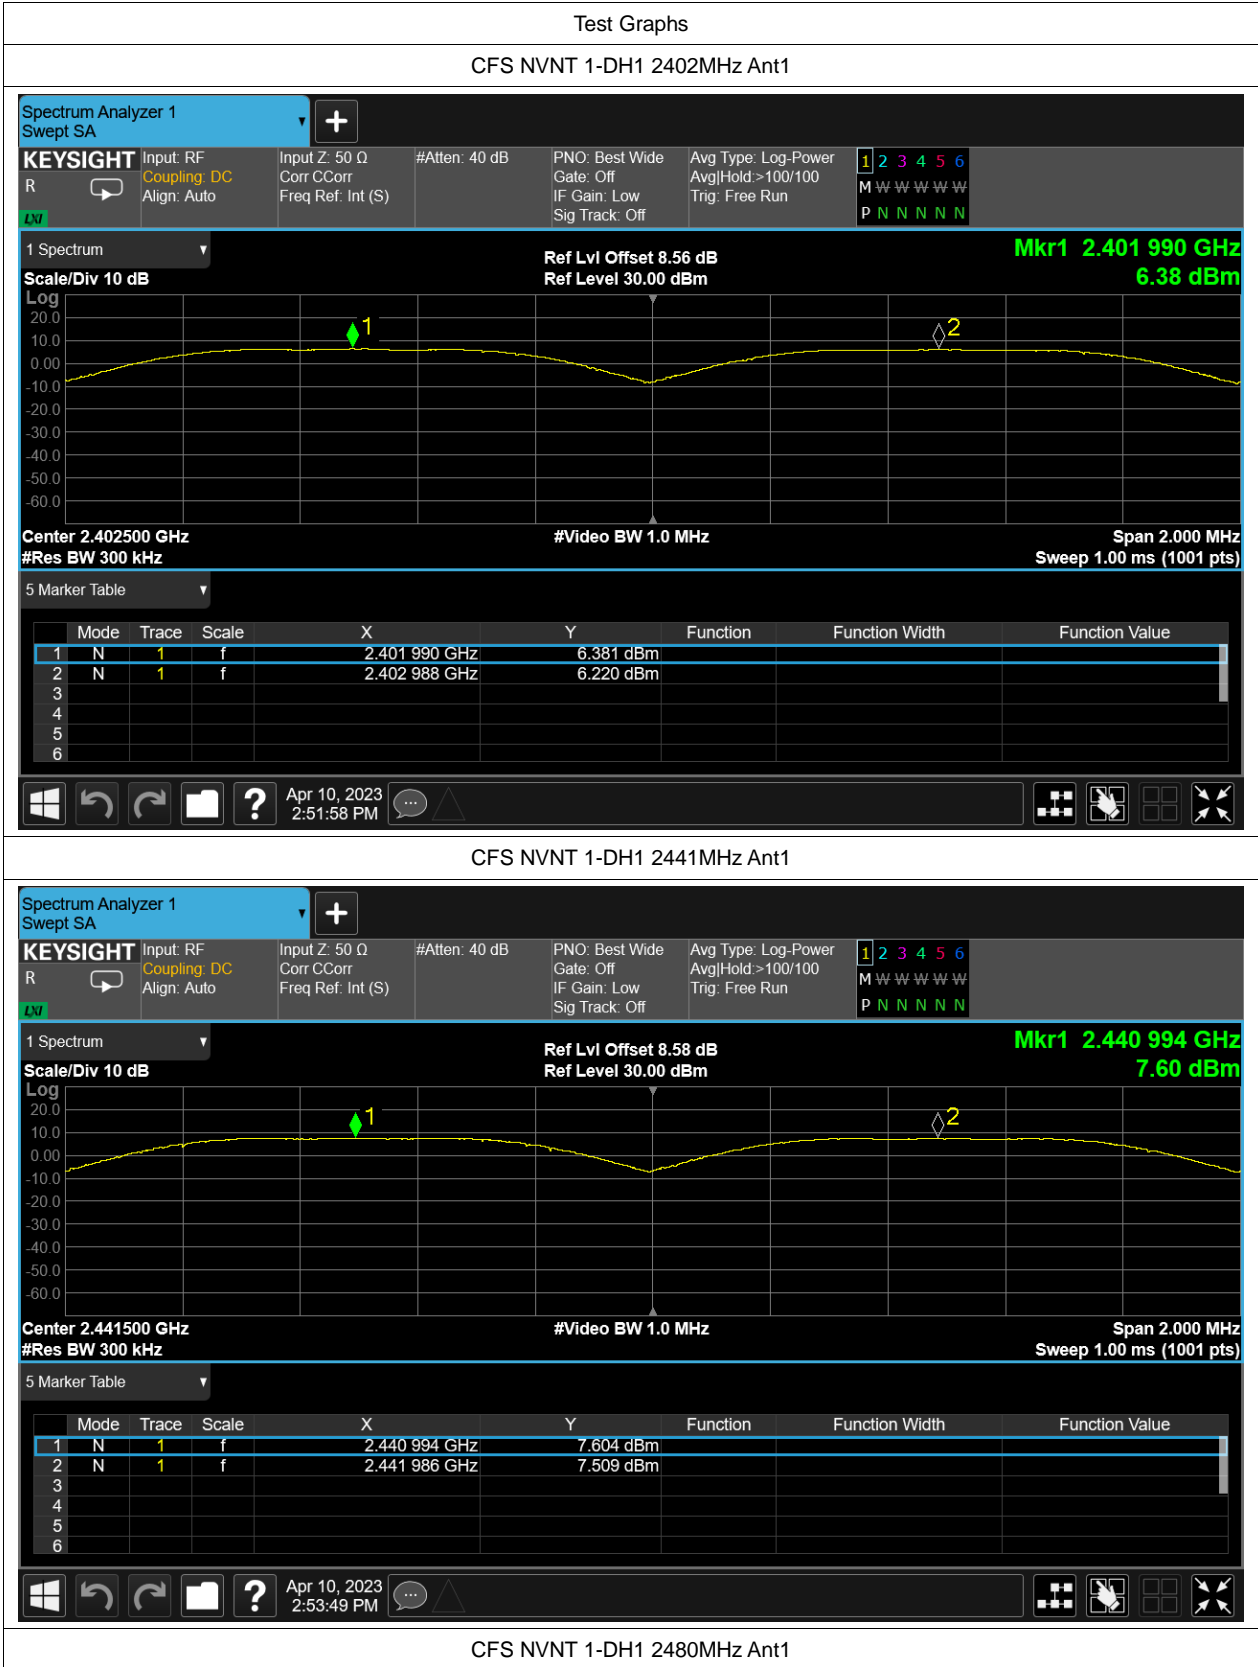 Test Graphs
CFS NVNT 1-DH1 2402MHz Ant1
Spectrum Analyzer 1
Swept SA
+
KEYSIGHT Input: RF Input Z: 50 Ω #Atten: 40 dB PNO: Best Wide Avg Type: Log-Power 1 2 3 4 5 6
R Coupling: DC Corr CCorr Gate: Off Avg|Hold:>100/100 M W W W W W
Align: Auto Freq Ref: Int (S) IF Gain: Low Trig: Free Run
LXI Sig Track: Off P N N N N N
1 Spectrum
Ref Lvl Offset 8.56 dB
Mkr1 2.401 990 GHz
Scale/Div 10 dB Ref Level 30.00 dBm 6.38 dBm
Log
20.0
10.0
0.00
-10.0
-20.0
-30.0
-40.0
-50.0
-60.0
1
2
Center 2.402500 GHz #Video BW 1.0 MHz Span 2.000 MHz
#Res BW 300 kHz Sweep 1.00 ms (1001 pts)
5 Marker Table
Mode Trace Scale X Y Function Function Width Function Value
1 N 1 f 2.401 990 GHz 6.381 dBm
2 N 1 f 2.402 988 GHz 6.220 dBm
3
4
5
6
? Apr 10, 2023
2:51:58 PM
CFS NVNT 1-DH1 2441MHz Ant1
Spectrum Analyzer 1
Swept SA
+
KEYSIGHT Input: RF Input Z: 50 Ω #Atten: 40 dB PNO: Best Wide Avg Type: Log-Power 1 2 3 4 5 6
R Coupling: DC Corr CCorr Gate: Off Avg|Hold:>100/100 M W W W W W
Align: Auto Freq Ref: Int (S) IF Gain: Low Trig: Free Run
LXI Sig Track: Off P N N N N N
1 Spectrum
Ref Lvl Offset 8.58 dB
Mkr1 2.440 994 GHz
Scale/Div 10 dB Ref Level 30.00 dBm 7.60 dBm
Log
20.0
10.0
0.00
-10.0
-20.0
-30.0
-40.0
-50.0
-60.0
1
2
Center 2.441500 GHz #Video BW 1.0 MHz Span 2.000 MHz
#Res BW 300 kHz Sweep 1.00 ms (1001 pts)
5 Marker Table
Mode Trace Scale X Y Function Function Width Function Value
1 N 1 f 2.440 994 GHz 7.604 dBm
2 N 1 f 2.441 986 GHz 7.509 dBm
3
4
5
6
? Apr 10, 2023
2:53:49 PM
CFS NVNT 1-DH1 2480MHz Ant1